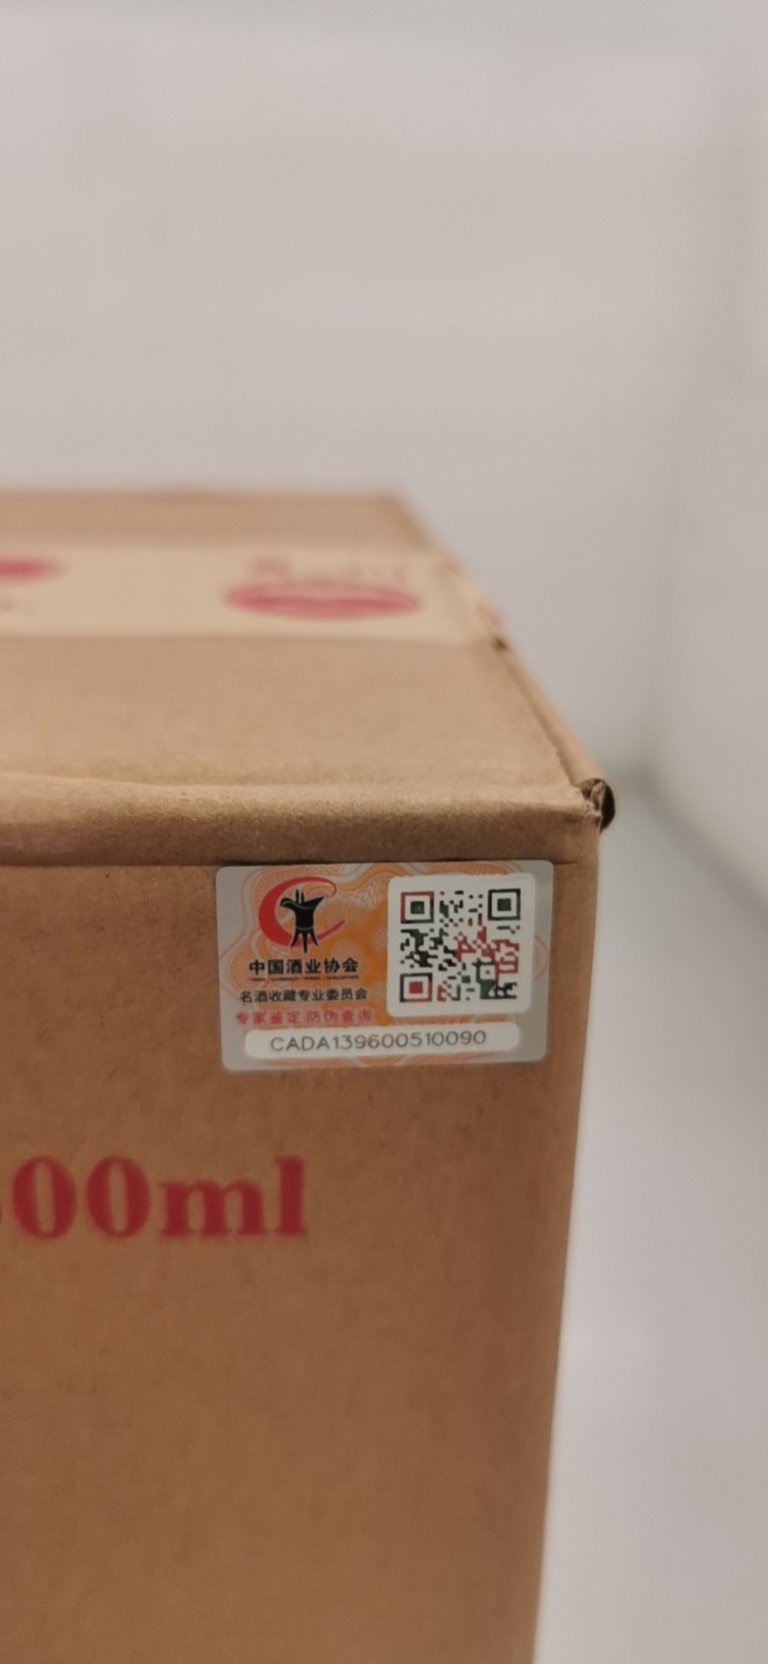 中国酒业协会
名酒收藏专业委员会
专家鉴定 防伪查询
CADA139600510090
00ml